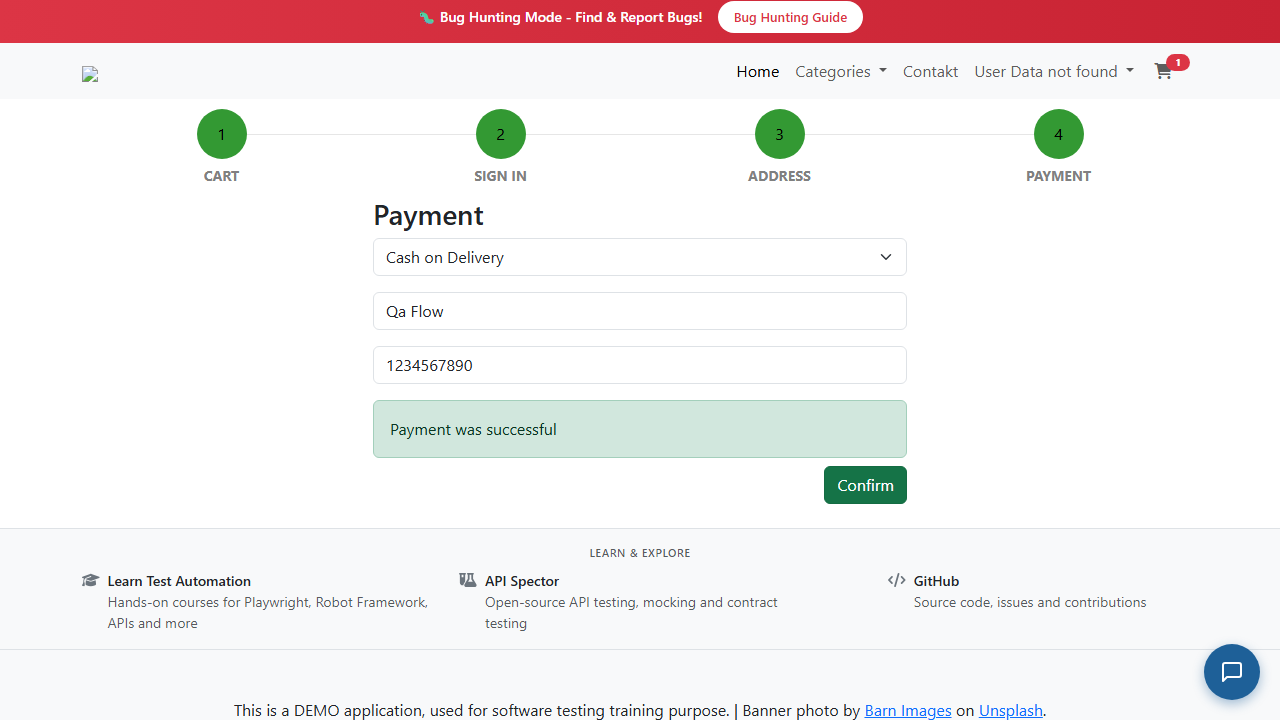 Bug Hunting Mode - Find & Report Bugs!
Bug Hunting Guide
Home
Categories
Contakt
User Data not found
1
1
2
3
4
CART
SIGN IN
ADDRESS
PAYMENT
Payment
Cash on Delivery
Qa Flow
1234567890
Payment was successful
Confirm
LEARN & EXPLORE
Learn Test Automation
Hands-on courses for Playwright, Robot Framework,
APIs and more
API Spector
Open-source API testing, mocking and contract
testing
GitHub
Source code, issues and contributions
This is a DEMO application, used for software testing training purpose. | Banner photo by Barn Images on Unsplash.